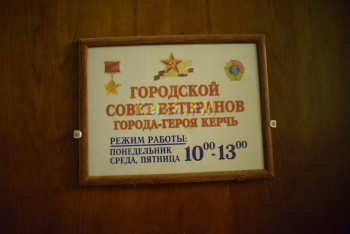 ГОРОДСКОЙ
СОВЕТ ВЕТЕРАНОВ
ГОРОДА-ГЕРОЯ КЕРЧЬ
РЕЖИМ РАБОТЫ:
ПОНЕДЕЛЬНИК
СРЕДА, ПЯТНИЦА 10⁰⁰-13⁰⁰